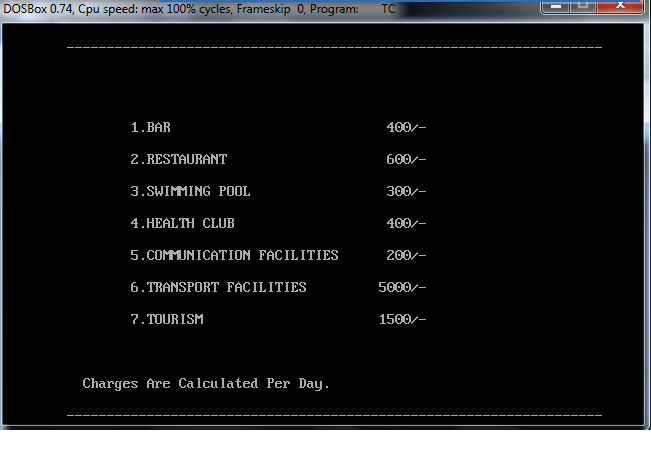 DOSBox 0.74, Cpu speed: max 100% cycles, Frameskip 0, Program: TC
1.BAR 400/-
2.RESTAURANT 600/-
3.SWIMMING POOL 300/-
4.HEALTH CLUB 400/-
5.COMMUNICATION FACILITIES 200/-
6.TRANSPORT FACILITIES 5000/-
7.TOURISM 1500/-
Charges Are Calculated Per Day.